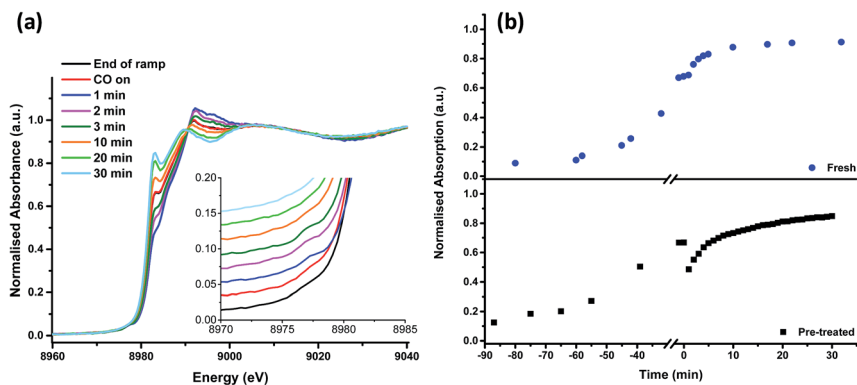 (a)
End of ramp
CO on
1 min
2 min
3 min
10 min
20 min
30 min
Normalised Absorbance (a.u.)
1.0
0.8
0.6
0.4
0.2
0.0
8960 8980 9000 9020 9040
Energy (eV)
0.20
0.15
0.10
0.05
0.00
8970 8975 8980 8985
(b)
Normalised Absorption (a.u.)
1.0
0.8
0.6
0.4
0.2
0.0
Fresh
1.0
0.8
0.6
0.4
0.2
0.0
Pre-treated
-90 -80 -70 -60 -50 -40 -30 0 10 20 30
Time (min)